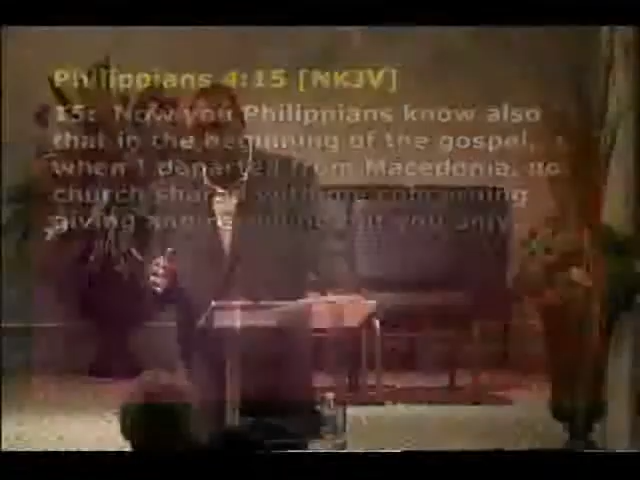 Philippians 4:15 [NKJV]
15: Now you Philippians know also
that in the beginning of the gospel,
when I departed from Macedonia, no
church shared with me concerning
giving and receiving but you only.